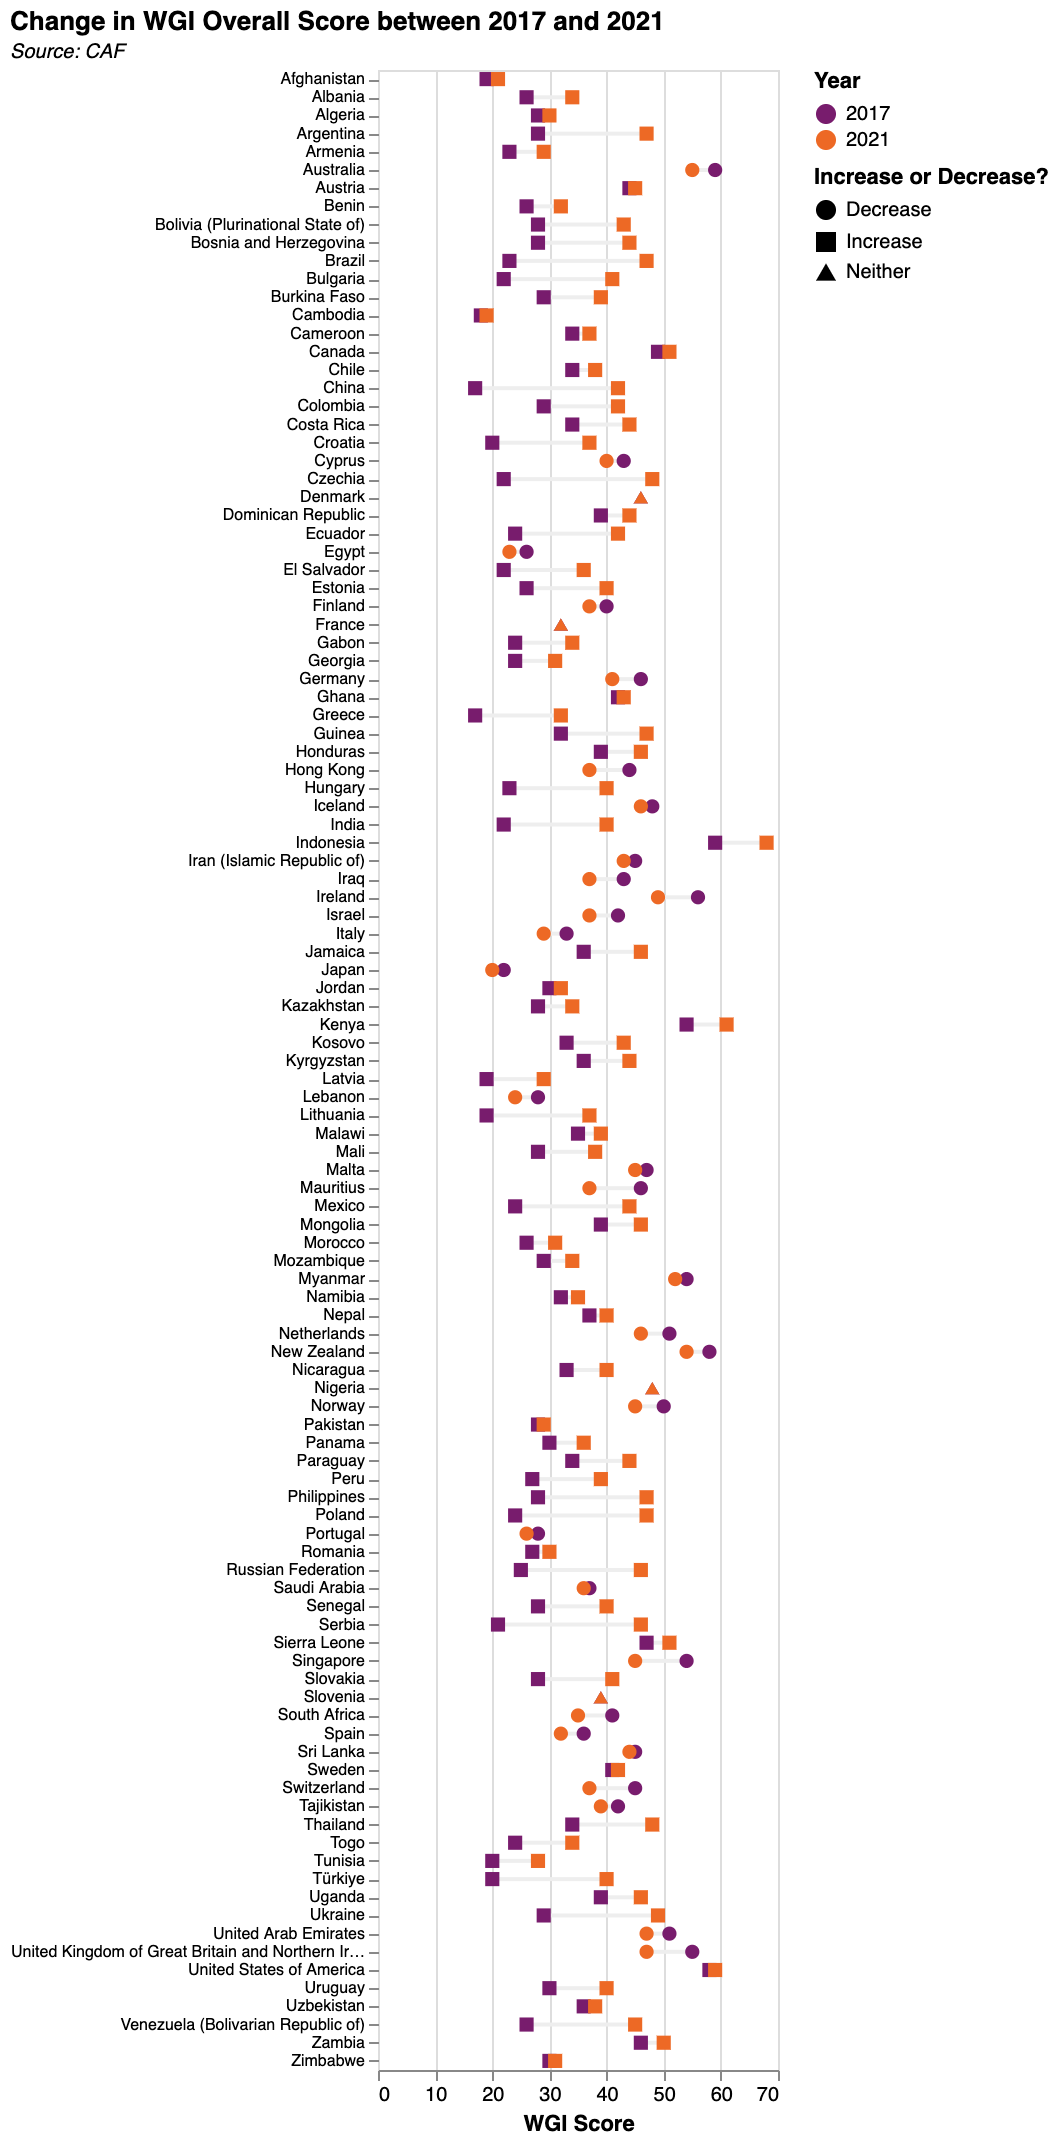 Change in WGI Overall Score between 2017 and 2021
Source: CAF
Afghanistan
Albania
Algeria
Argentina
Armenia
Australia
Austria
Benin
Bolivia (Plurinational State of)
Bosnia and Herzegovina
Brazil
Bulgaria
Burkina Faso
Cambodia
Cameroon
Canada
Chile
China
Colombia
Costa Rica
Croatia
Cyprus
Czechia
Denmark
Dominican Republic
Ecuador
Egypt
El Salvador
Estonia
Finland
France
Gabon
Georgia
Germany
Ghana
Greece
Guinea
Honduras
Hong Kong
Hungary
Iceland
India
Indonesia
Iran (Islamic Republic of)
Iraq
Ireland
Israel
Italy
Jamaica
Japan
Jordan
Kazakhstan
Kenya
Kosovo
Kyrgyzstan
Latvia
Lebanon
Lithuania
Malawi
Mali
Malta
Mauritius
Mexico
Mongolia
Morocco
Mozambique
Myanmar
Namibia
Nepal
Netherlands
New Zealand
Nicaragua
Nigeria
Norway
Pakistan
Panama
Paraguay
Peru
Philippines
Poland
Portugal
Romania
Russian Federation
Saudi Arabia
Senegal
Serbia
Sierra Leone
Singapore
Slovakia
Slovenia
South Africa
Spain
Sri Lanka
Sweden
Switzerland
Tajikistan
Thailand
Togo
Tunisia
Türkiye
Uganda
Ukraine
United Arab Emirates
United Kingdom of Great Britain and Northern Ir…
United States of America
Uruguay
Uzbekistan
Venezuela (Bolivarian Republic of)
Zambia
Zimbabwe
0 10 20 30 40 50 60 70
WGI Score
Year
2017
2021
Increase or Decrease?
Decrease
Increase
Neither